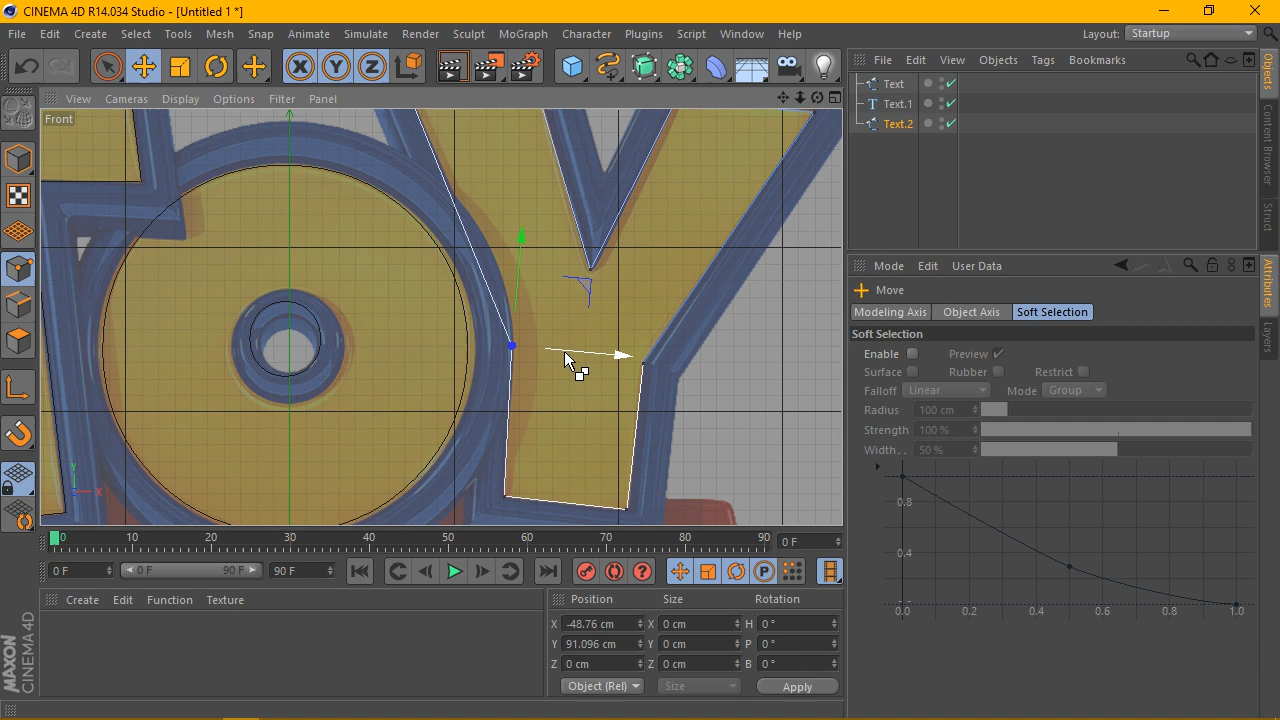 CINEMA 4D R14.034 Studio - [Untitled 1 *]
File Edit Create Select Tools Mesh Snap Animate Simulate Render Sculpt MoGraph Character Plugins Script Window Help Layout: Startup
X Y Z
File Edit View Objects Tags Bookmarks
View Cameras Display Options Filter Panel
Front
Text
T Text.1
Text.2
Objects
Content Browser
Struct
Mode Edit User Data
Move
Modeling Axis Object Axis Soft Selection
Soft Selection
Enable Preview
Surface Rubber Restrict
Falloff Linear Mode Group
Radius 100 cm
Strength 100 %
Width.. 50 %
0.8
0.4
0.0 0.2 0.4 0.6 0.8 1.0
Attributes
Layers
Y
Z X
0 10 20 30 40 50 60 70 80 90 0 F
0 F 0 F 90 F 90 F P
Create Edit Function Texture
Position Size Rotation
X -48.76 cm X 0 cm H 0 °
Y 91.096 cm Y 0 cm P 0 °
Z 0 cm Z 0 cm B 0 °
Object (Rel) Size Apply
MAXON
CINEMA 4D